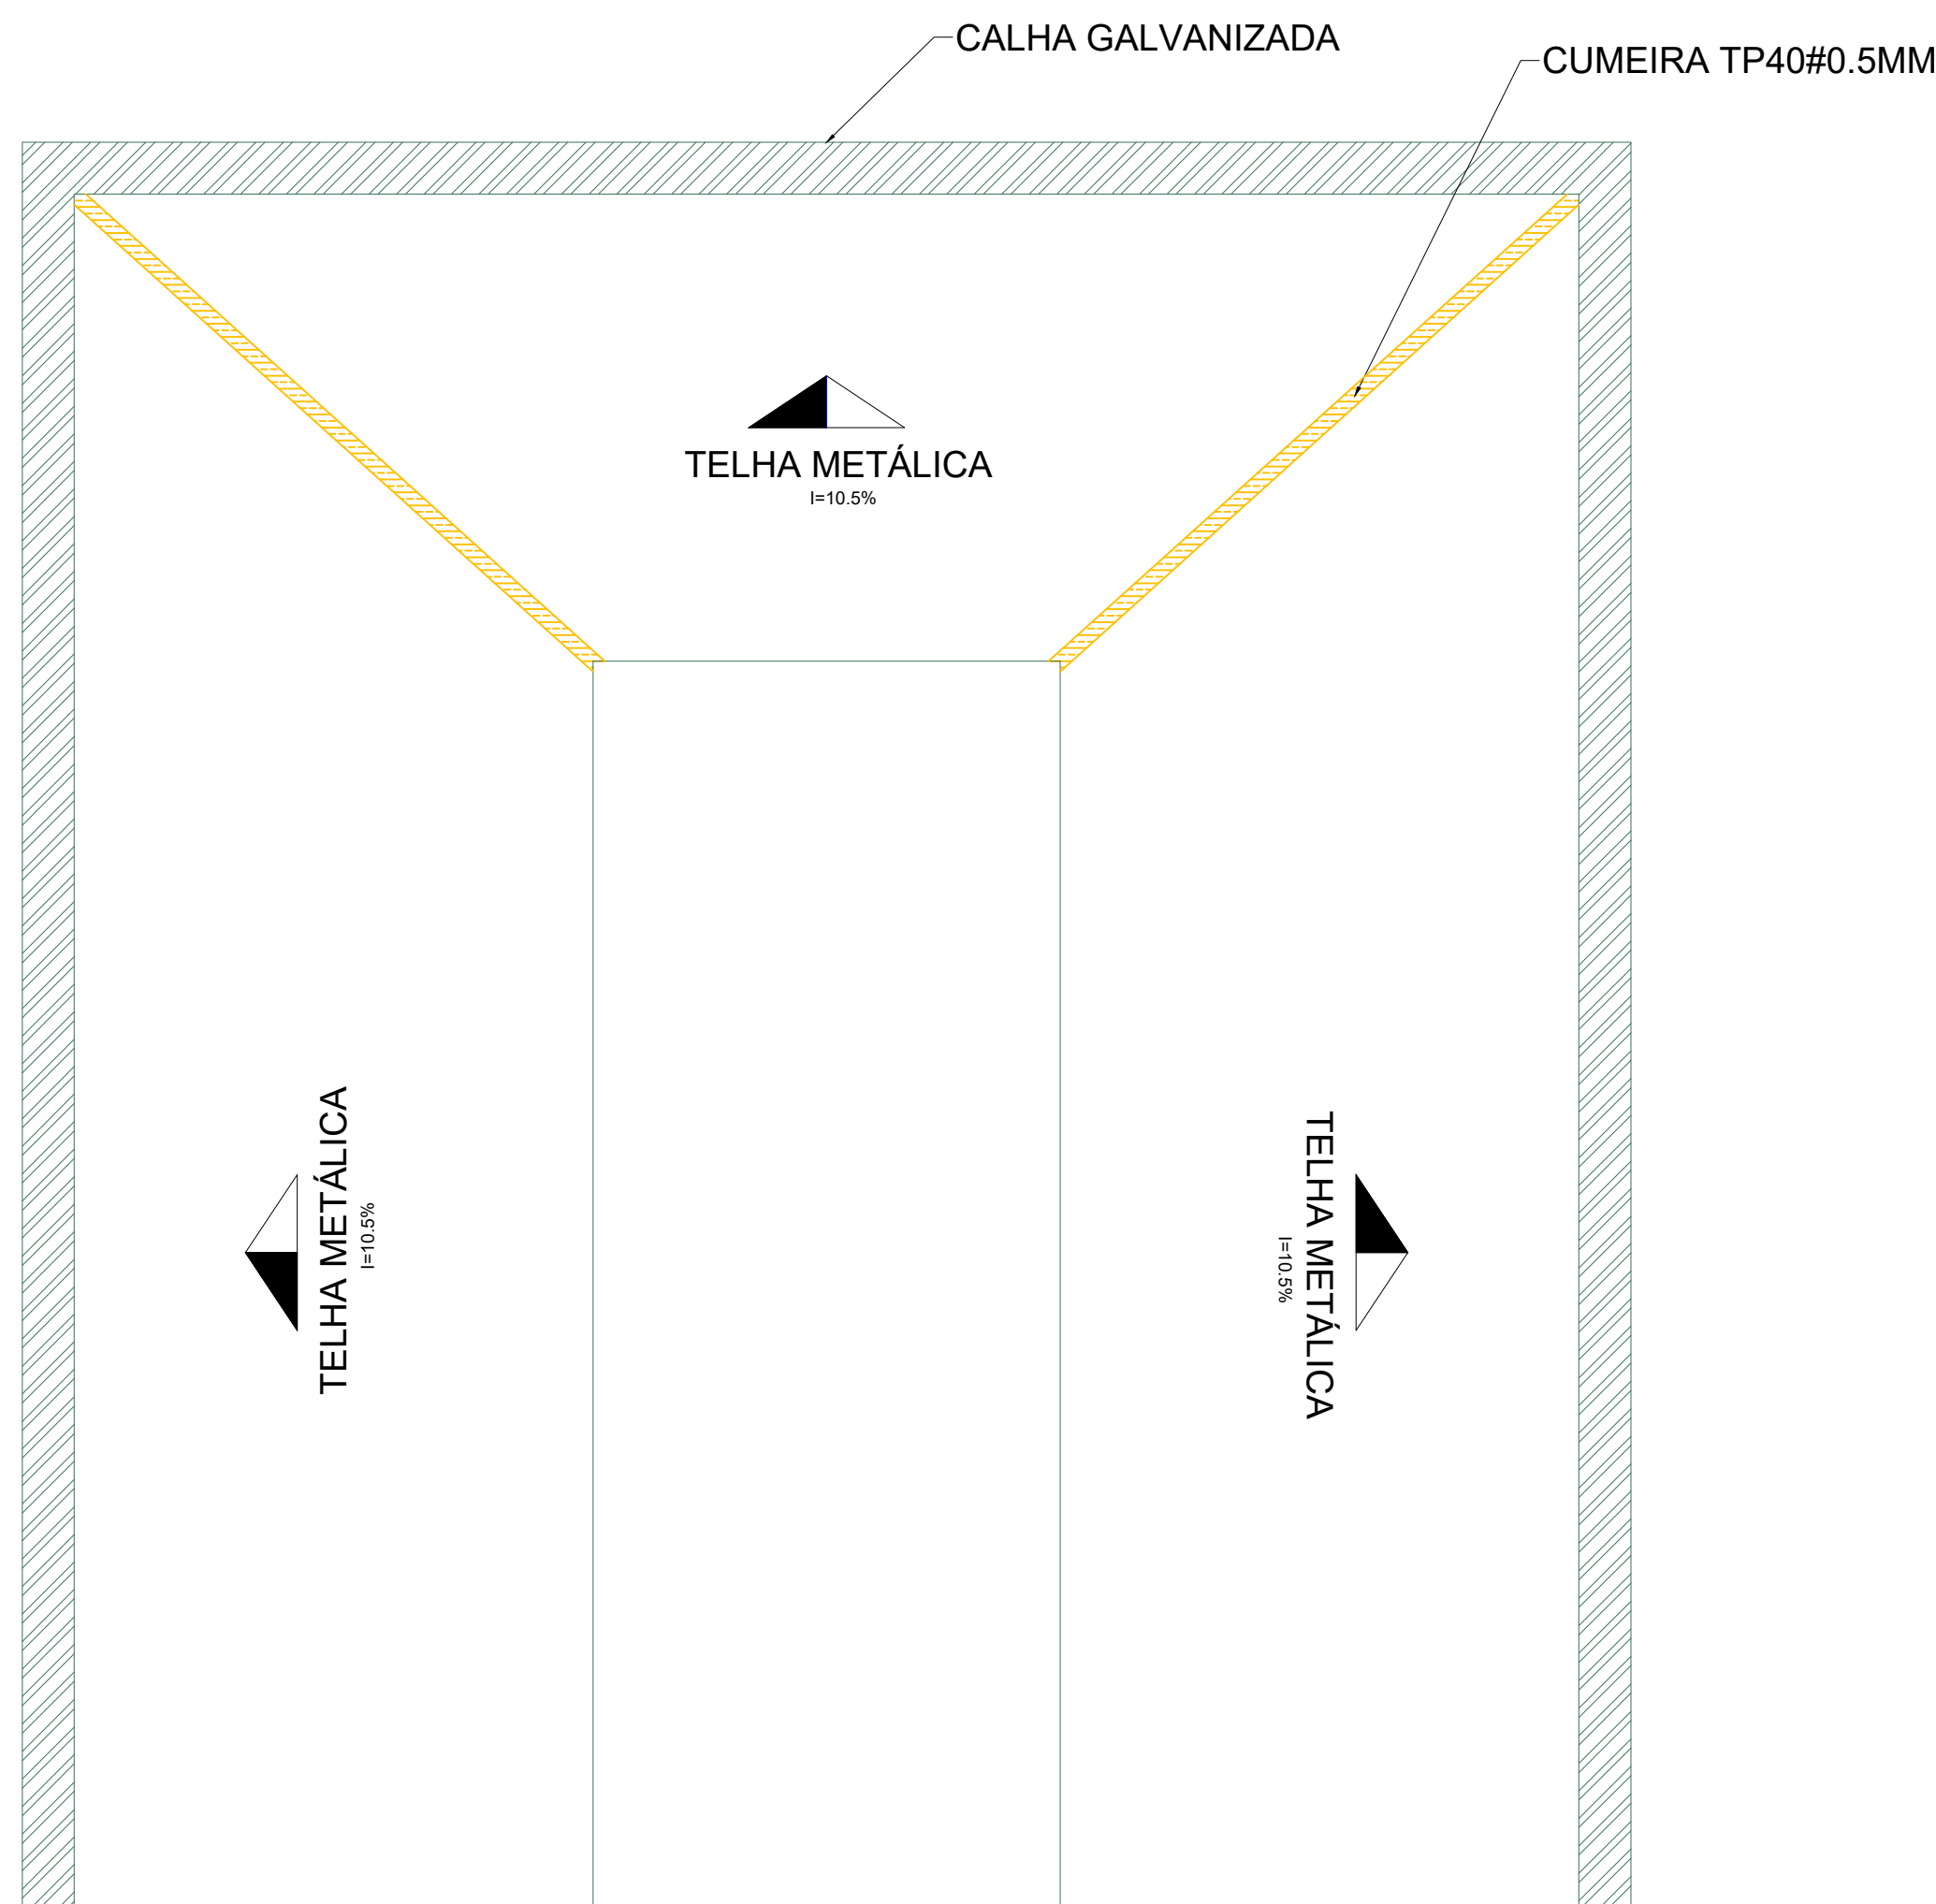 CALHA GALVANIZADA
CUMEIRA TP40#0.5MM
TELHA METÁLICA
I=10.5%
TELHA METÁLICA
I=10.5%
TELHA METÁLICA
I=10.5%